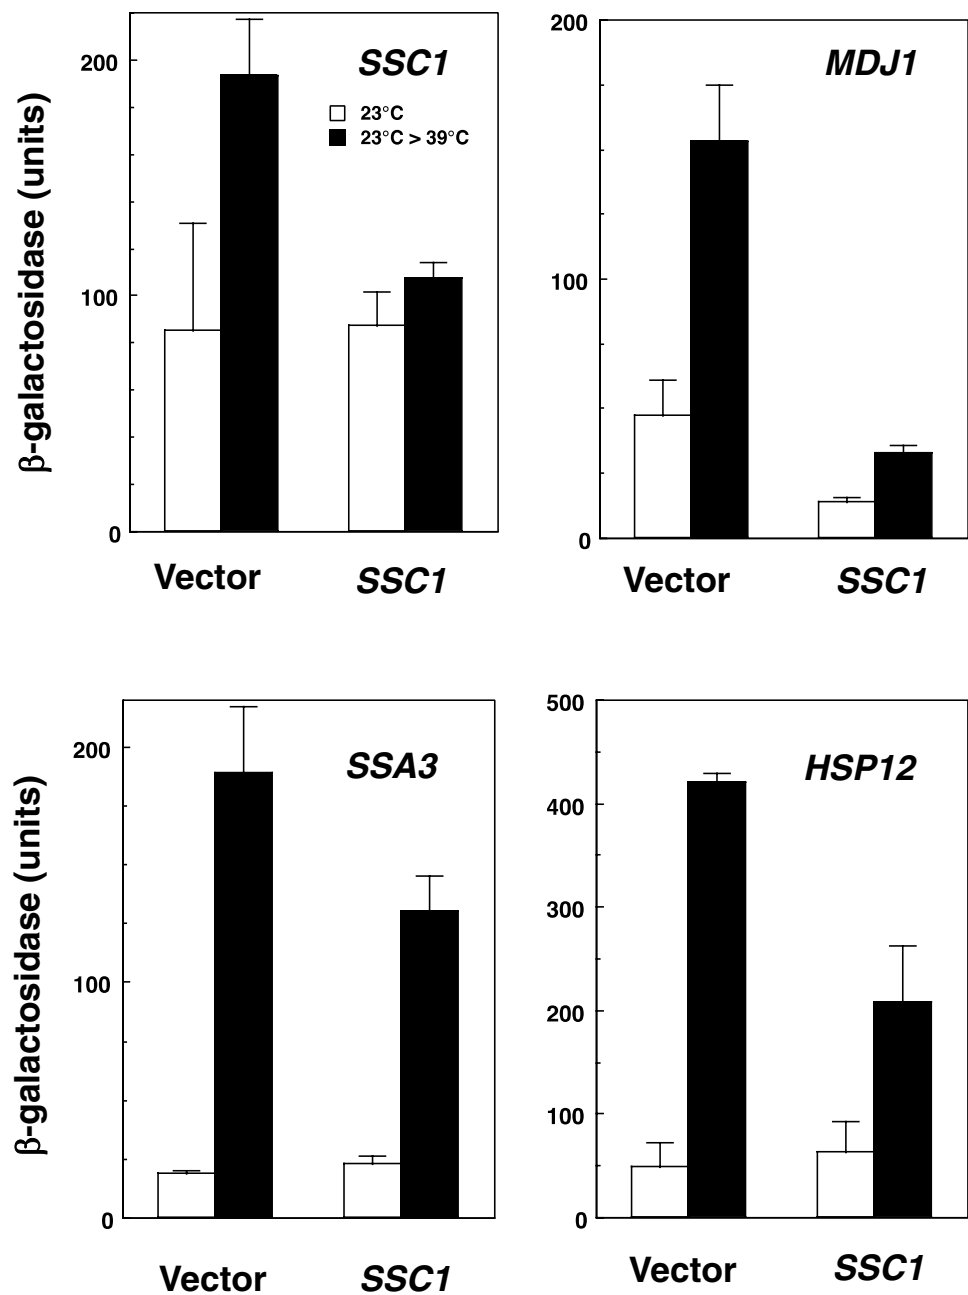 β-galactosidase (units)
200
100
0
SSC1
23°C
23°C > 39°C
Vector
SSC1
200
100
0
MDJ1
Vector
SSC1
β-galactosidase (units)
200
100
0
SSA3
Vector
SSC1
500
400
300
200
100
0
HSP12
Vector
SSC1